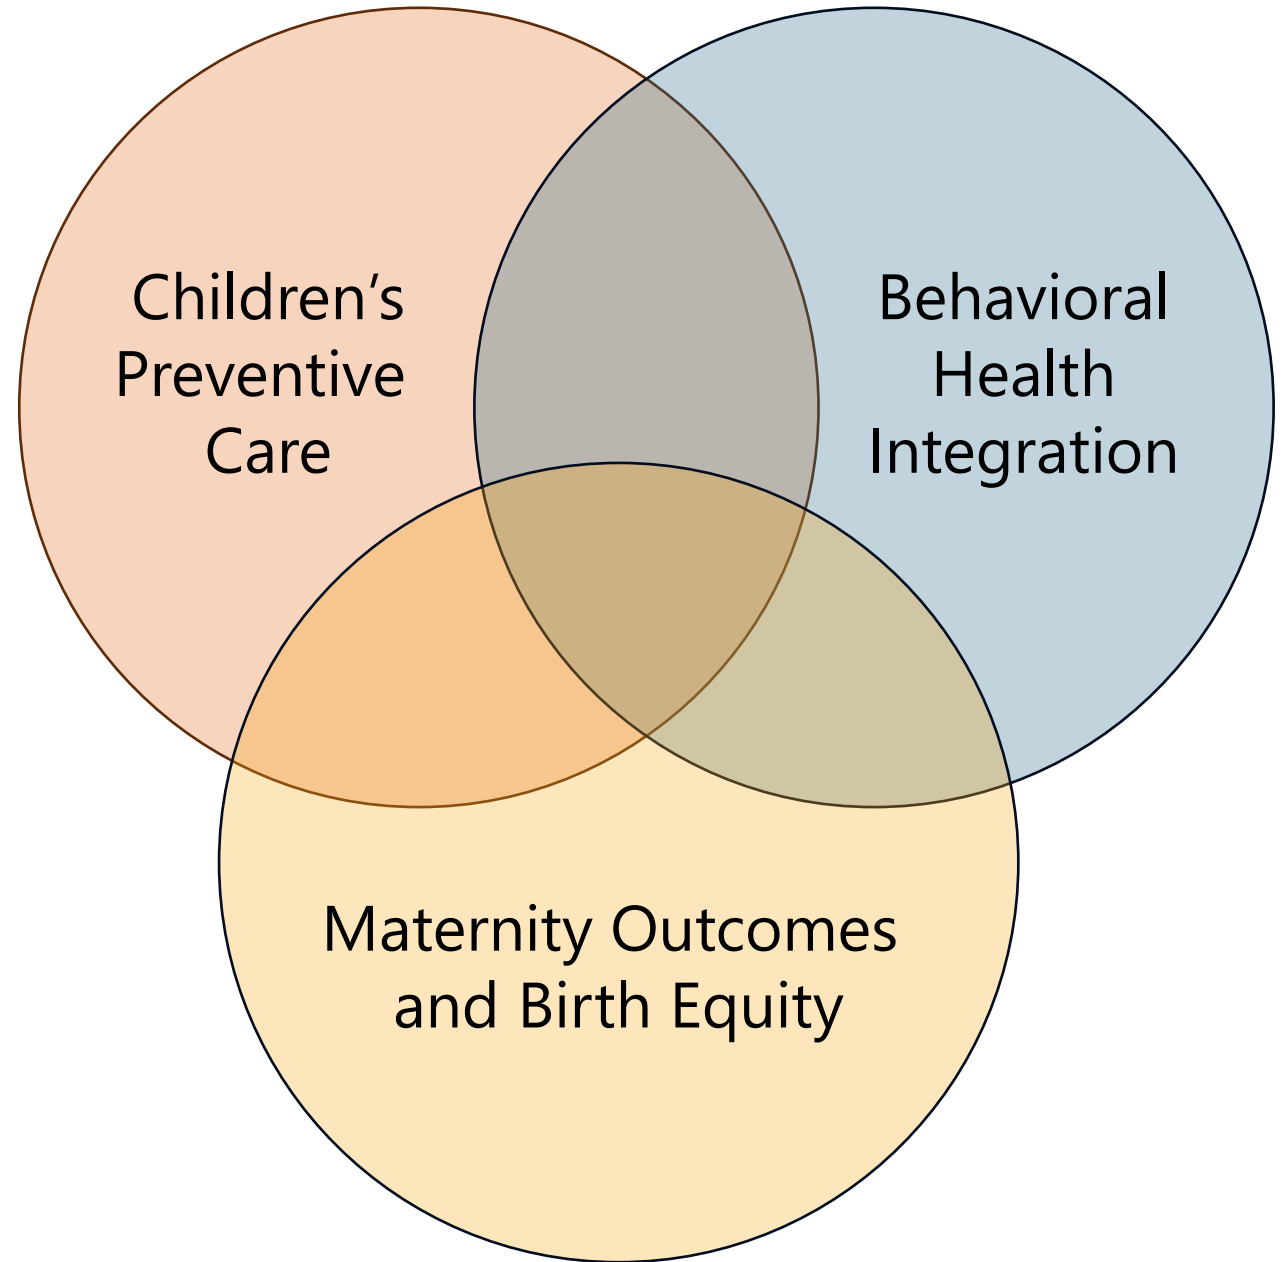 Children’s
Preventive
Care
Behavioral
Health
Integration
Maternity Outcomes
and Birth Equity